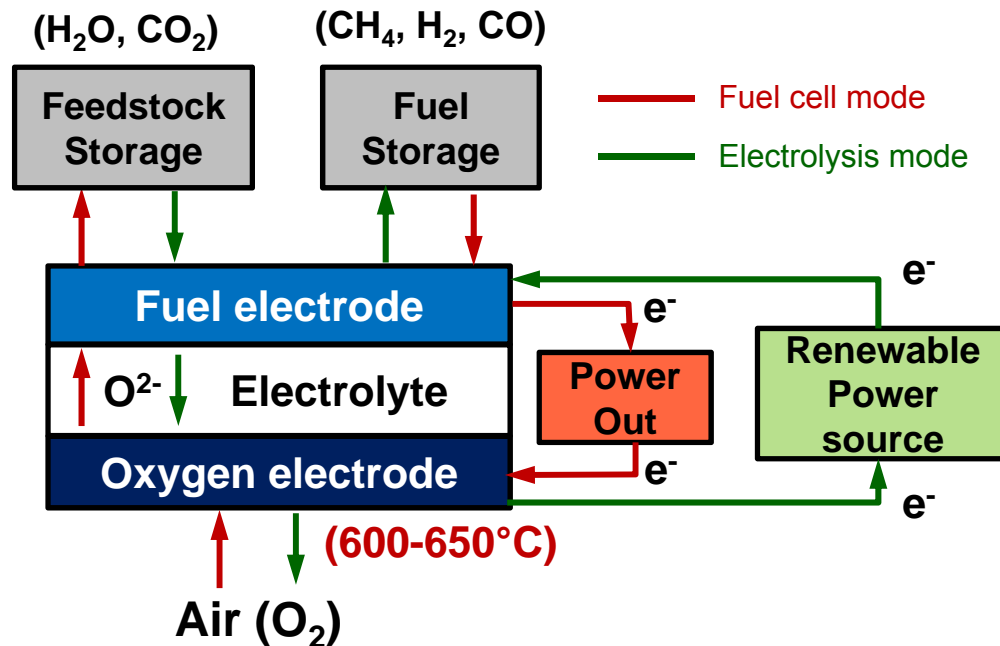 (H₂O, CO₂)
(CH₄, H₂, CO)
Feedstock
Storage
Fuel
Storage
Fuel cell mode
Electrolysis mode
Fuel electrode
e⁻
e⁻
O²⁻
Electrolyte
Power
Out
Renewable
Power
source
Oxygen electrode
e⁻
e⁻
(600-650°C)
Air (O₂)